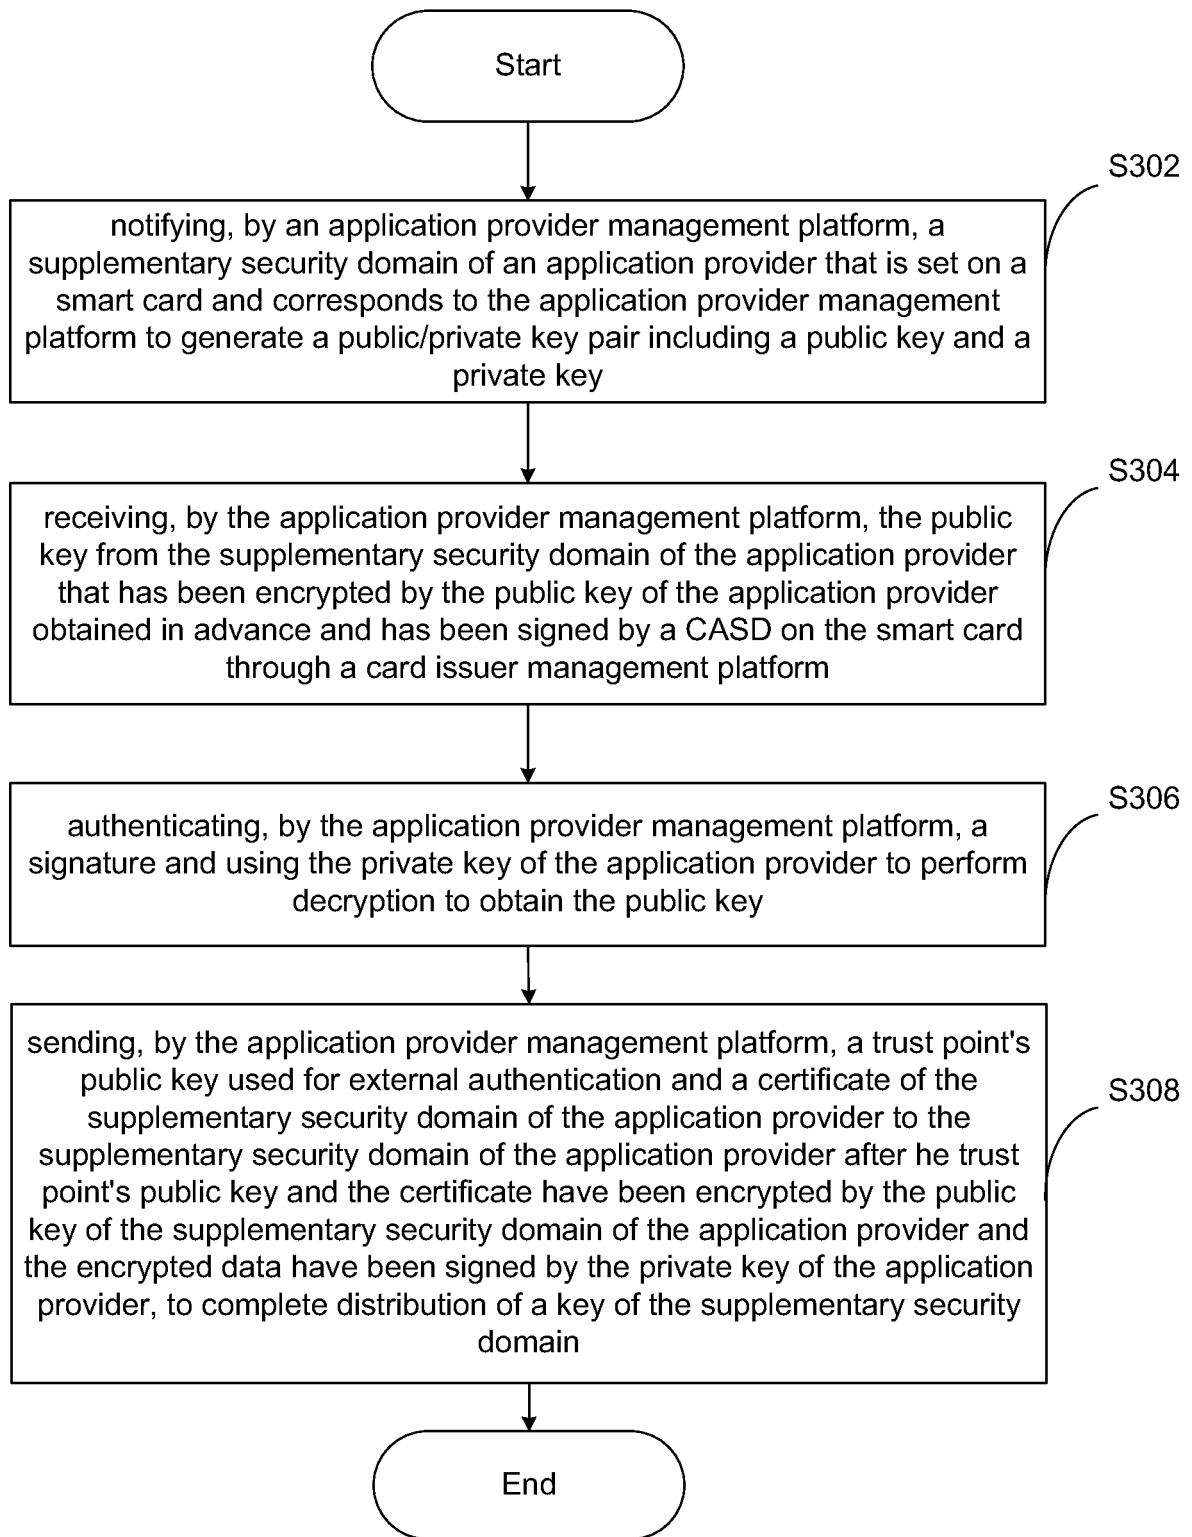 Start
S302
notifying, by an application provider management platform, a
supplementary security domain of an application provider that is set on a
smart card and corresponds to the application provider management
platform to generate a public/private key pair including a public key and a
private key
S304
receiving, by the application provider management platform, the public
key from the supplementary security domain of the application provider
that has been encrypted by the public key of the application provider
obtained in advance and has been signed by a CASD on the smart card
through a card issuer management platform
S306
authenticating, by the application provider management platform, a
signature and using the private key of the application provider to perform
decryption to obtain the public key
S308
sending, by the application provider management platform, a trust point's
public key used for external authentication and a certificate of the
supplementary security domain of the application provider to the
supplementary security domain of the application provider after he trust
point's public key and the certificate have been encrypted by the public
key of the supplementary security domain of the application provider and
the encrypted data have been signed by the private key of the application
provider, to complete distribution of a key of the supplementary security
domain
End